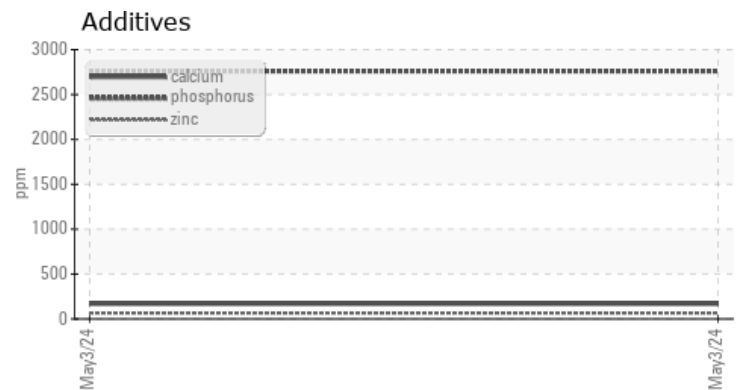 Additives
3000
2500
2000
1500
1000
500
0
ppm
calcium
phosphorus
zinc
May3/24
May3/24